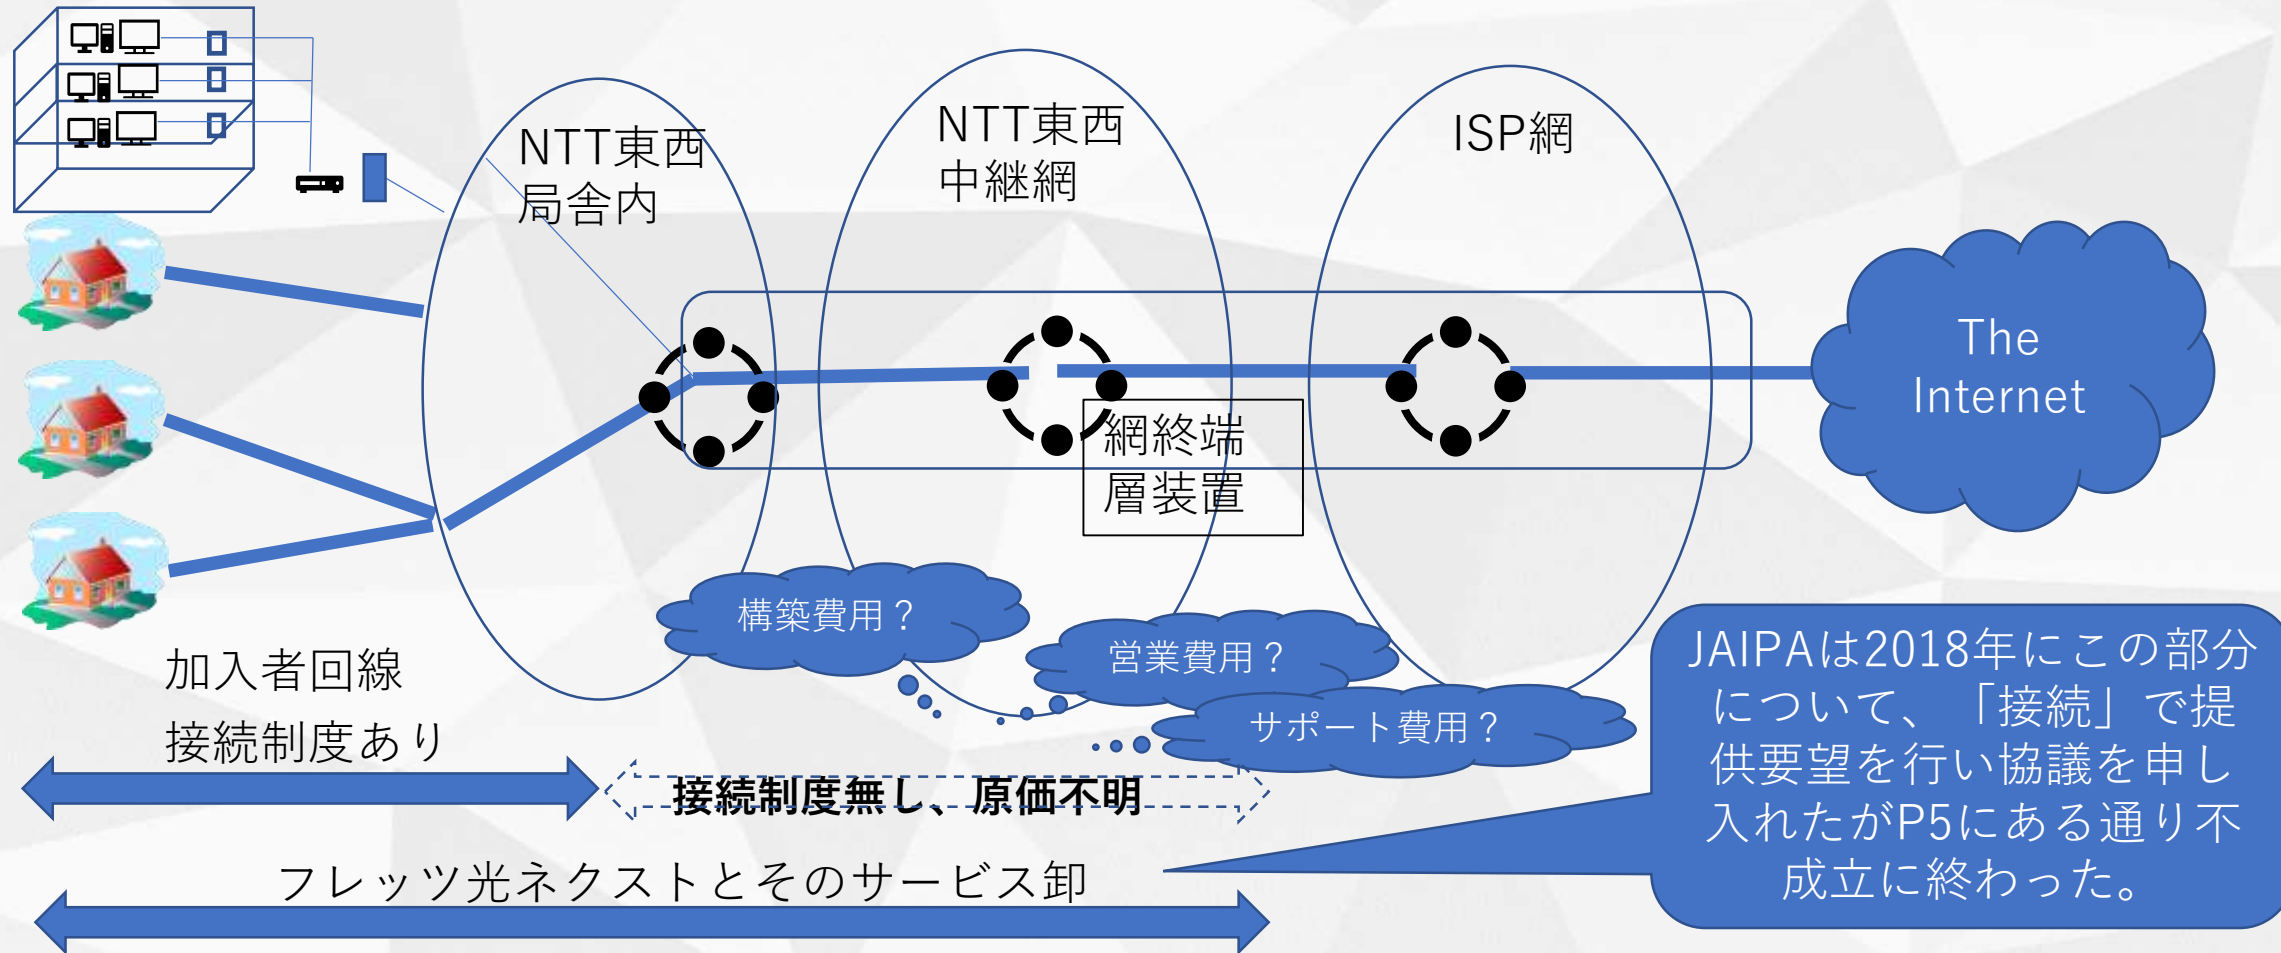 NTT東西
局舎内
NTT東西
中継網
ISP網
The
Internet
網終端
層装置
構築費用？
営業費用？
サポート費用？
加入者回線
接続制度あり
接続制度無し、原価不明
フレッツ光ネクストとそのサービス卸
JAIPAは2018年にこの部分
について、「接続」で提
供要望を行い協議を申し
入れたがP5にある通り不
成立に終わった。